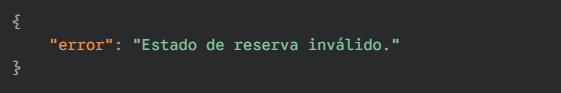 {
"error": "Estado de reserva inválido."
}